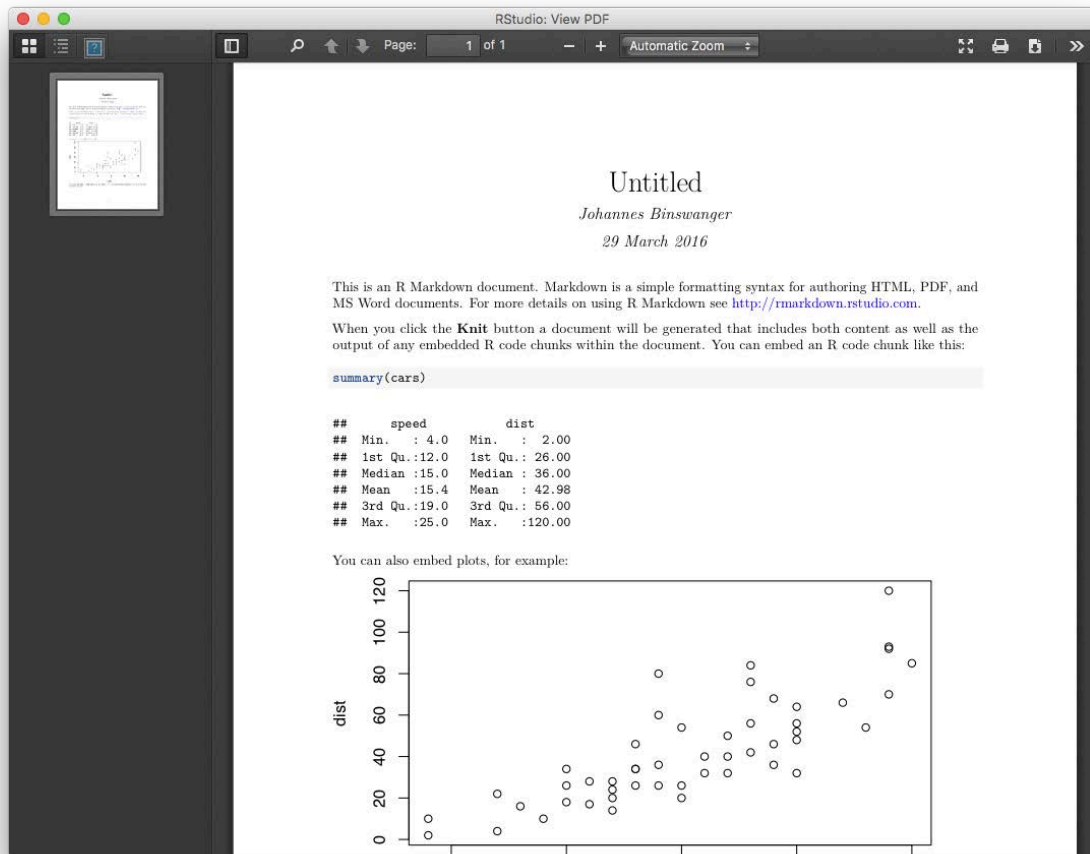 RStudio: View PDF
Page: 1 of 1
Automatic Zoom
Untitled
Johannes Binswanger
29 March 2016
This is an R Markdown document. Markdown is a simple formatting syntax for authoring HTML, PDF, and
MS Word documents. For more details on using R Markdown see http://rmarkdown.rstudio.com.
When you click the Knit button a document will be generated that includes both content as well as the
output of any embedded R code chunks within the document. You can embed an R code chunk like this:
summary(cars)
## speed dist
## Min. : 4.0 Min. : 2.00
## 1st Qu.:12.0 1st Qu.: 26.00
## Median :15.0 Median : 36.00
## Mean :15.4 Mean : 42.98
## 3rd Qu.:19.0 3rd Qu.: 56.00
## Max. :25.0 Max. :120.00
You can also embed plots, for example:
120
100
80
60
40
20
0
dist